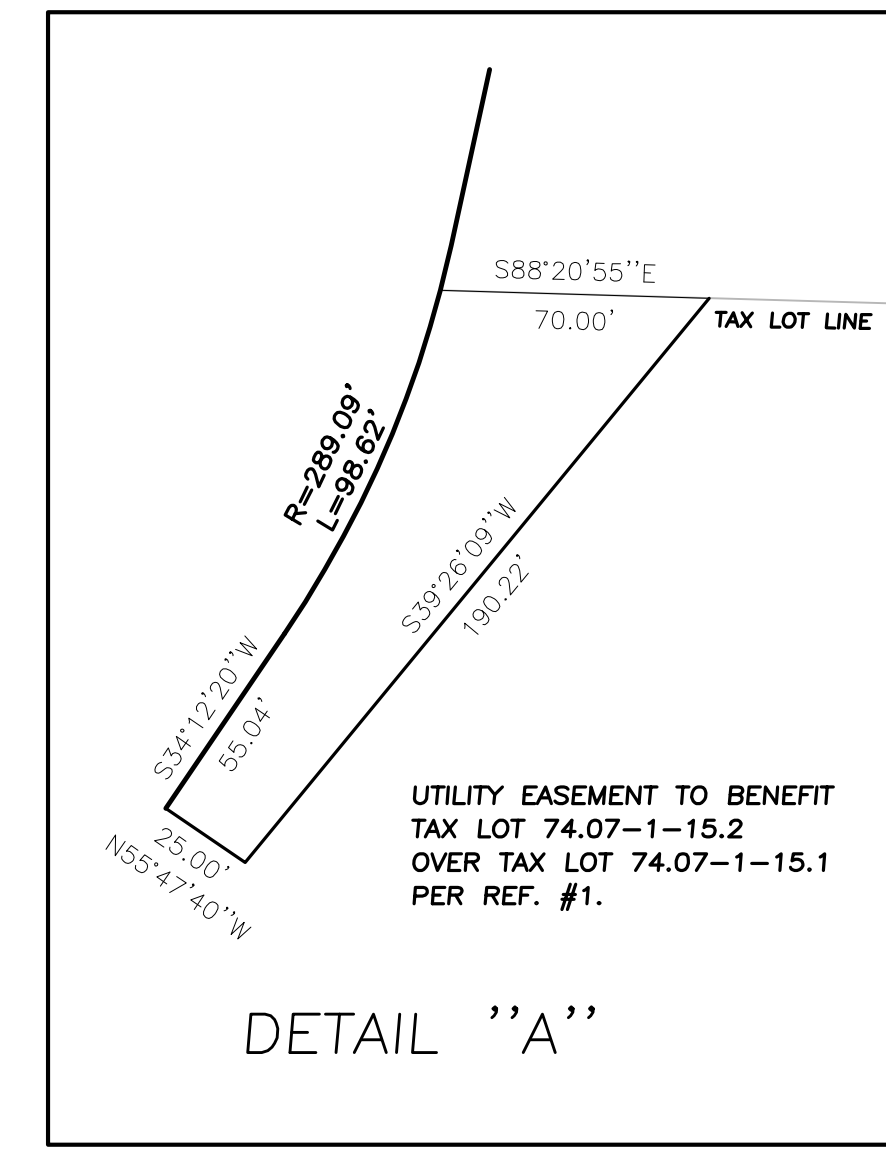 S88°20'55''E
70.00'
TAX LOT LINE
R=289.09'
L=98.62'
S39°26'09''W
190.22'
S34°12'20''W
55.04'
25.00'
N55°47'40''W
UTILITY EASEMENT TO BENEFIT
TAX LOT 74.07-1-15.2
OVER TAX LOT 74.07-1-15.1
PER REF. #1.
DETAIL ''A''